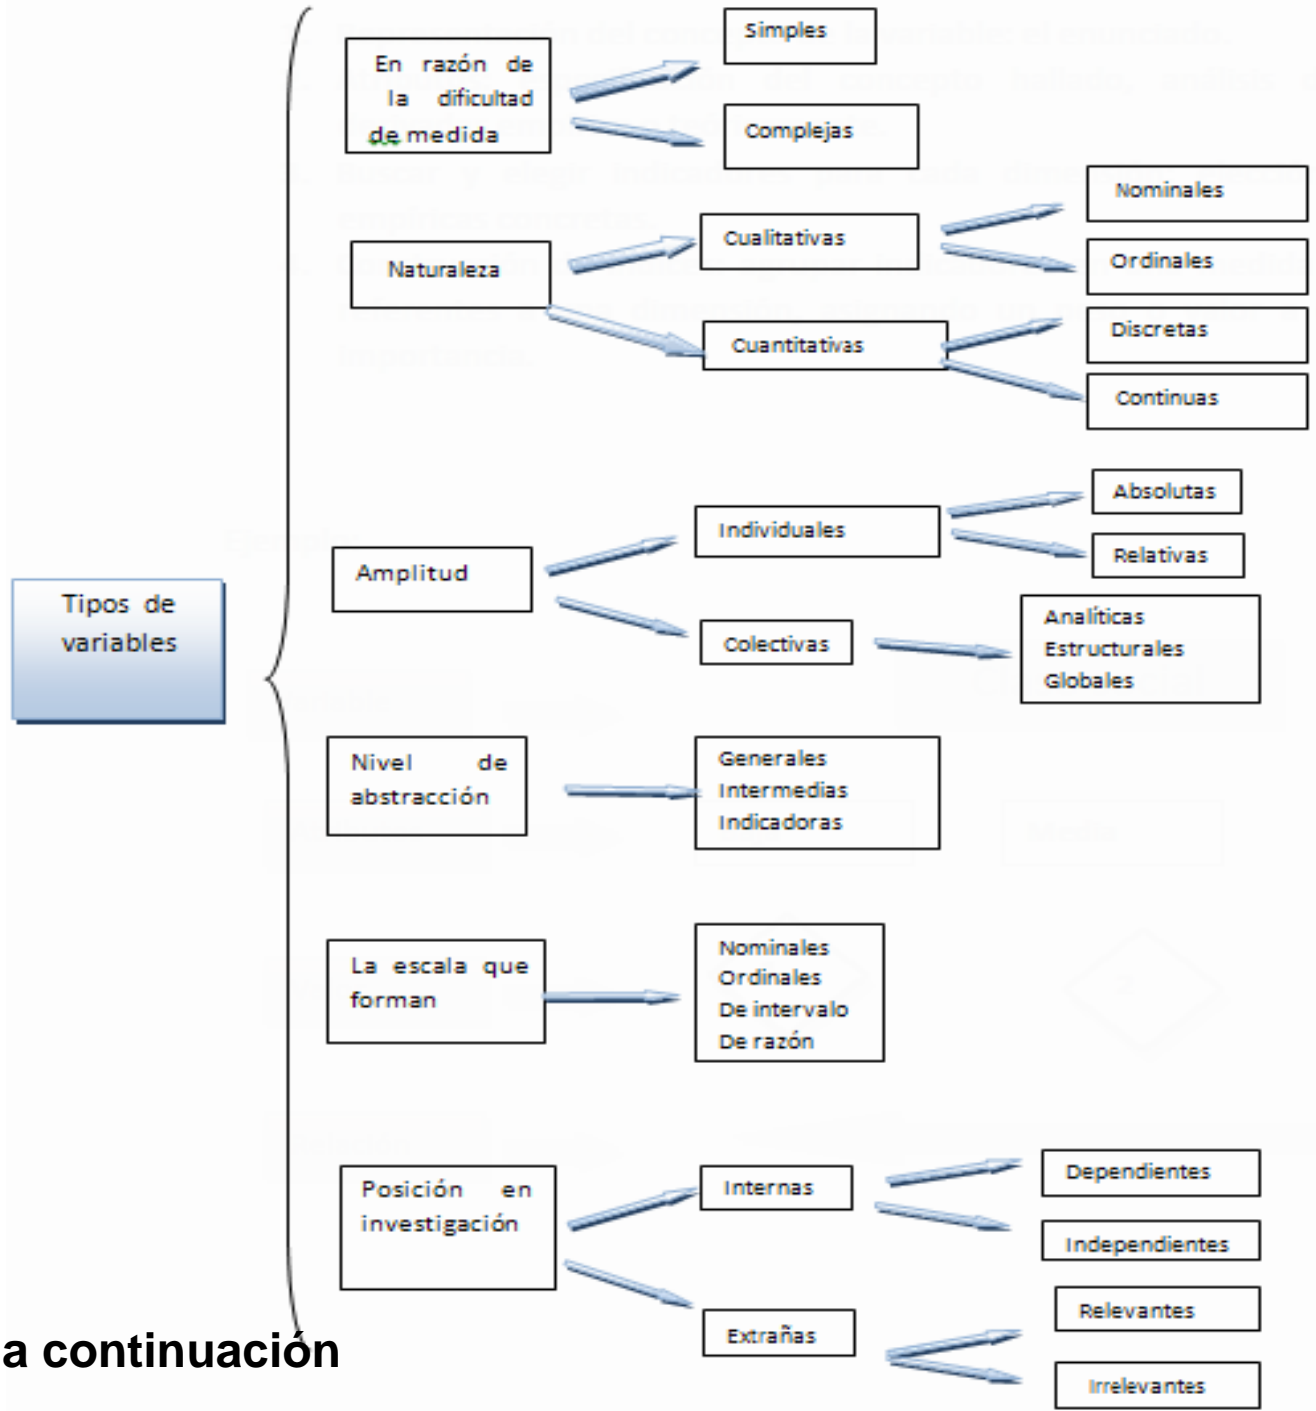 Tipos de
variables
En razón de
la dificultad
de medida
Simples
Complejas
Naturaleza
Cualitativas
Nominales
Ordinales
Cuantitativas
Discretas
Continuas
Amplitud
Individuales
Absolutas
Relativas
Colectivas
Analíticas
Estructurales
Globales
Nivel de
abstracción
Generales
Intermedias
Indicadoras
La escala que
forman
Nominales
Ordinales
De intervalo
De razón
Posición en
investigación
Internas
Dependientes
Independientes
Extrañas
Relevantes
Irrelevantes
a continuación